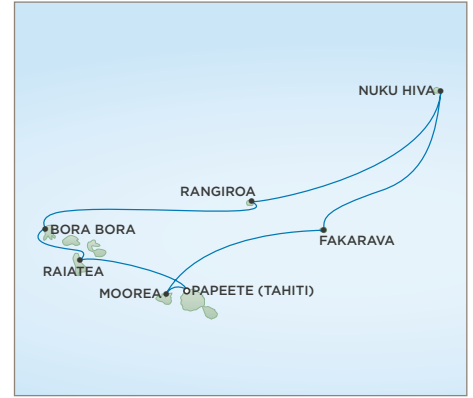 NUKU HIVA
RANGIROA
BORA BORA
FAKARAVA
RAIATEA
MOOREA
PAPEETE (TAHITI)